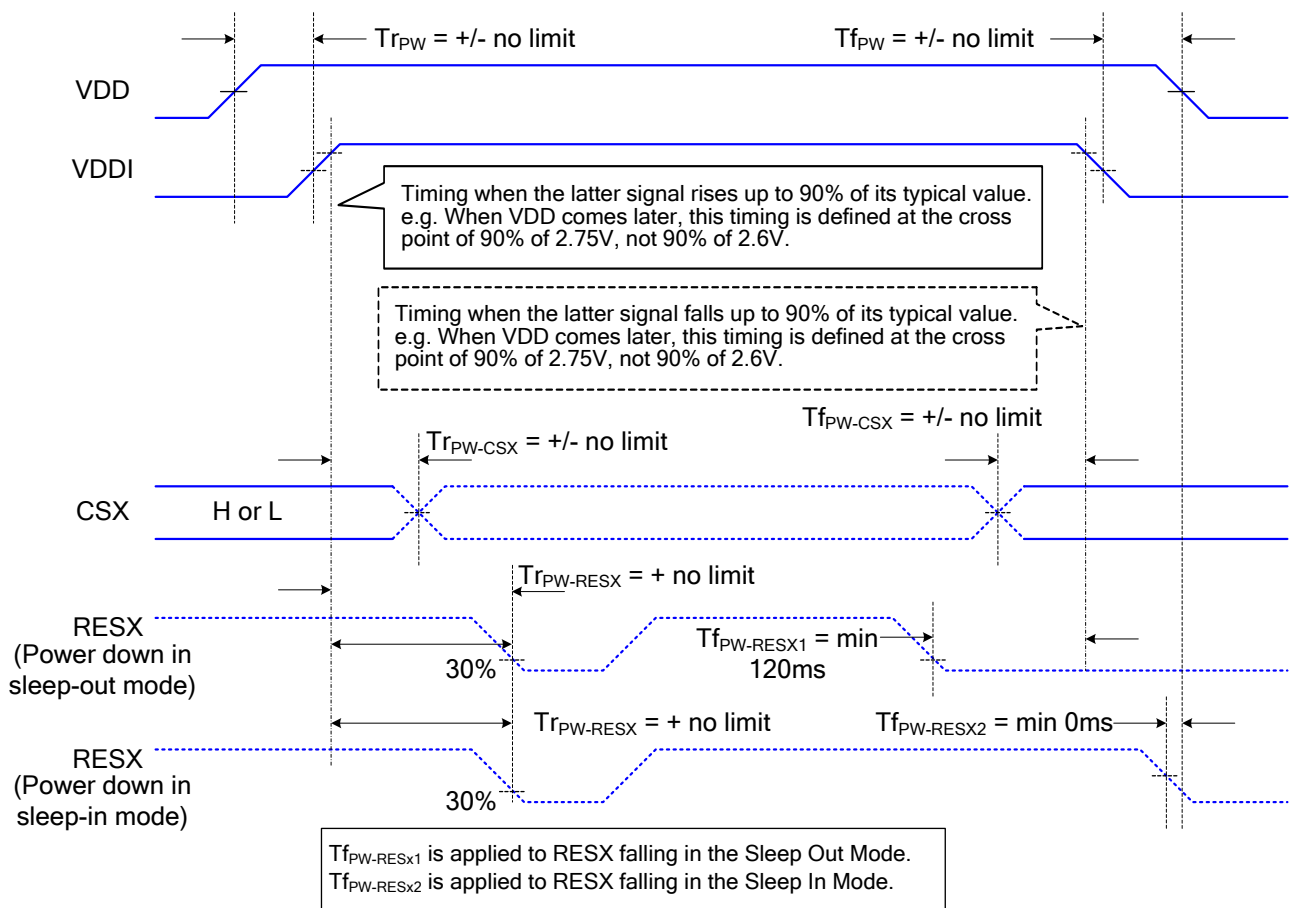 TrPW = +/- no limit
TfPW = +/- no limit
VDD
VDDI
Timing when the latter signal rises up to 90% of its typical value.
e.g. When VDD comes later, this timing is defined at the cross
point of 90% of 2.75V, not 90% of 2.6V.
Timing when the latter signal falls up to 90% of its typical value.
e.g. When VDD comes later, this timing is defined at the cross
point of 90% of 2.75V, not 90% of 2.6V.
TfPW-CSX = +/- no limit
TrPW-CSX = +/- no limit
CSX
H or L
TrPW-RESX = + no limit
RESX
(Power down in
sleep-out mode)
30%
TfPW-RESX1 = min
120ms
TrPW-RESX = + no limit
TfPW-RESX2 = min 0ms
RESX
(Power down in
sleep-in mode)
30%
TfPW-RESx1 is applied to RESX falling in the Sleep Out Mode.
TfPW-RESx2 is applied to RESX falling in the Sleep In Mode.